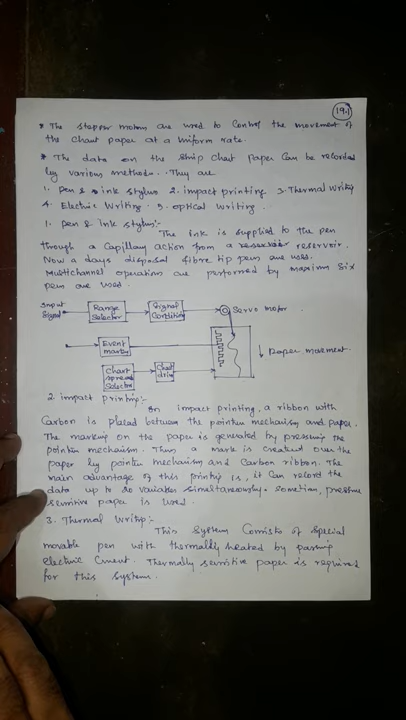 19.1
* The stepper motors are used to Control the movement of
the chart paper at a Uniform rate.
* The data on the strip chart Paper Can be recorded
by various methods. They are
1. pen & ink stylus 2. impact printing 3. Thermal Writing
4. Electric Writing. 5. optical writing.
1. pen & ink stylus:-
The ink is supplied to the pen
through a Capillary action from a reservoir.
Now a days disposal fibre tip pens are used.
Multichannel operation are performed by maximum six
pens are used.
Input
Signal
Range
Selector
Signal
Condition
Servo motor
Event
marker
paper movement
Chart
speed
Selector
Chart
drive
2 impact printing:-
In impact printing, a ribbon with
Carbon is placed between the pointer mechanism and paper.
The marking on the paper is generated by pressing the
pointer mechanism. Thus a mark is created over the
paper by pointer mechanism and Carbon ribbon. The
main advantage of this printing is, it Can record the
data up to 20 variables simultaneously. sometimes, pressure
sensitive paper is used.
3. Thermal Writing:-
This System Consists of special
movable pen with thermally heated by passing
electric Current. Thermally sensitive paper is required
for this systems.